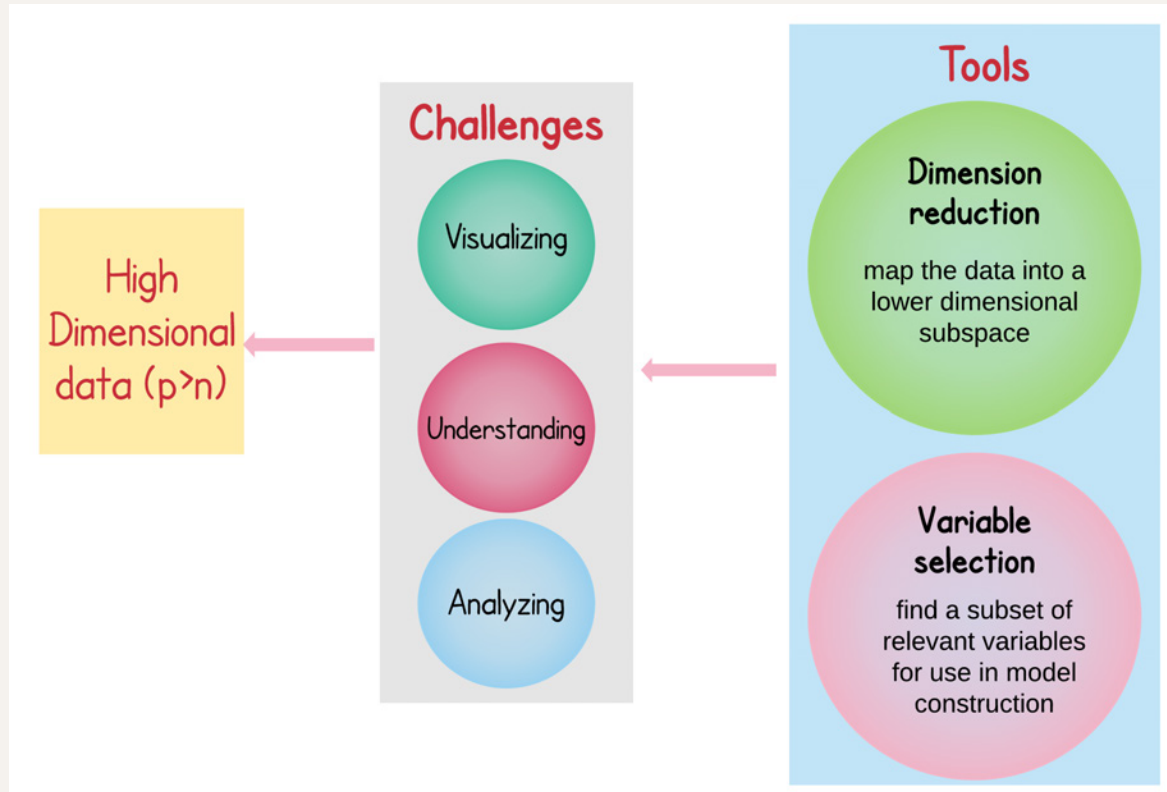 High
Dimensional
data (p>n)
Challenges
Visualizing
Understanding
Analyzing
Tools
Dimension
reduction
map the data into a
lower dimensional
subspace
Variable
selection
find a subset of
relevant variables
for use in model
construction